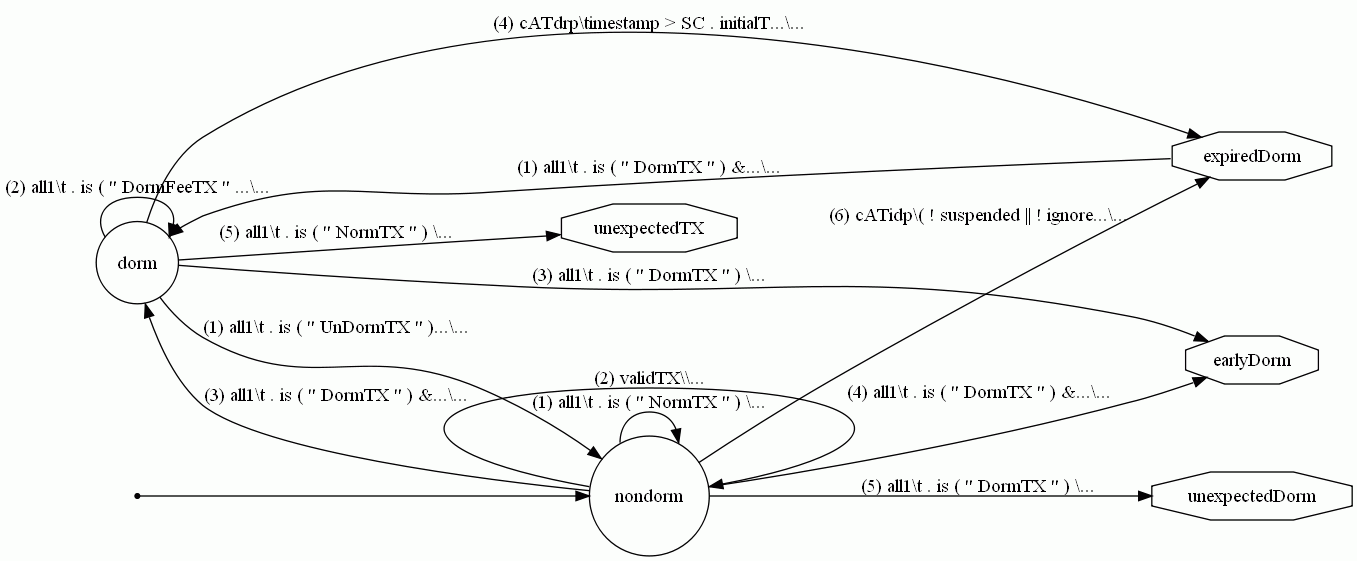 (4) cATdrp\timestamp > SC . initialT...\...
expiredDorm
(1) all1\t . is ( " DormTX " ) &...\...
(2) all1\t . is ( " DormFeeTX " ...\...
(6) cATidp\( ! suspended || ! ignore...\...
unexpectedTX
(5) all1\t . is ( " NormTX " ) \...
dorm
(3) all1\t . is ( " DormTX " ) \...
(1) all1\t . is ( " UnDormTX " )...\...
earlyDorm
(2) validTX\\...
(3) all1\t . is ( " DormTX " ) &...\...
(4) all1\t . is ( " DormTX " ) &...\...
(1) all1\t . is ( " NormTX " ) \...
(5) all1\t . is ( " DormTX " ) \...
nondorm
unexpectedDorm